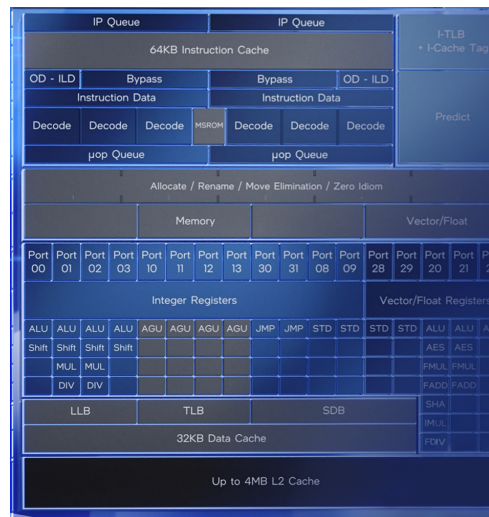 IP Queue IP Queue
64KB Instruction Cache
I-TLB
+ I-Cache Tag
OD - ILD Bypass Bypass OD - ILD
Instruction Data Instruction Data
Decode Decode Decode MSROM Decode Decode Decode
Predict
µop Queue µop Queue
Allocate / Rename / Move Elimination / Zero Idiom
Memory Vector/Float
Port Port Port Port Port Port Port Port Port Port Port Port Port Port Port Port
00 01 02 03 10 11 12 13 30 31 08 09 28 29 20 21 2
Integer Registers Vector/Float Registers
ALU ALU ALU ALU AGU AGU AGU AGU JMP JMP STD STD STD STD ALU ALU A
Shift Shift Shift Shift AES AES
MUL MUL FMUL FMUL
DIV DIV FADD FADD
LLB TLB SDB SHA
IMUL
32KB Data Cache
FDIV
Up to 4MB L2 Cache